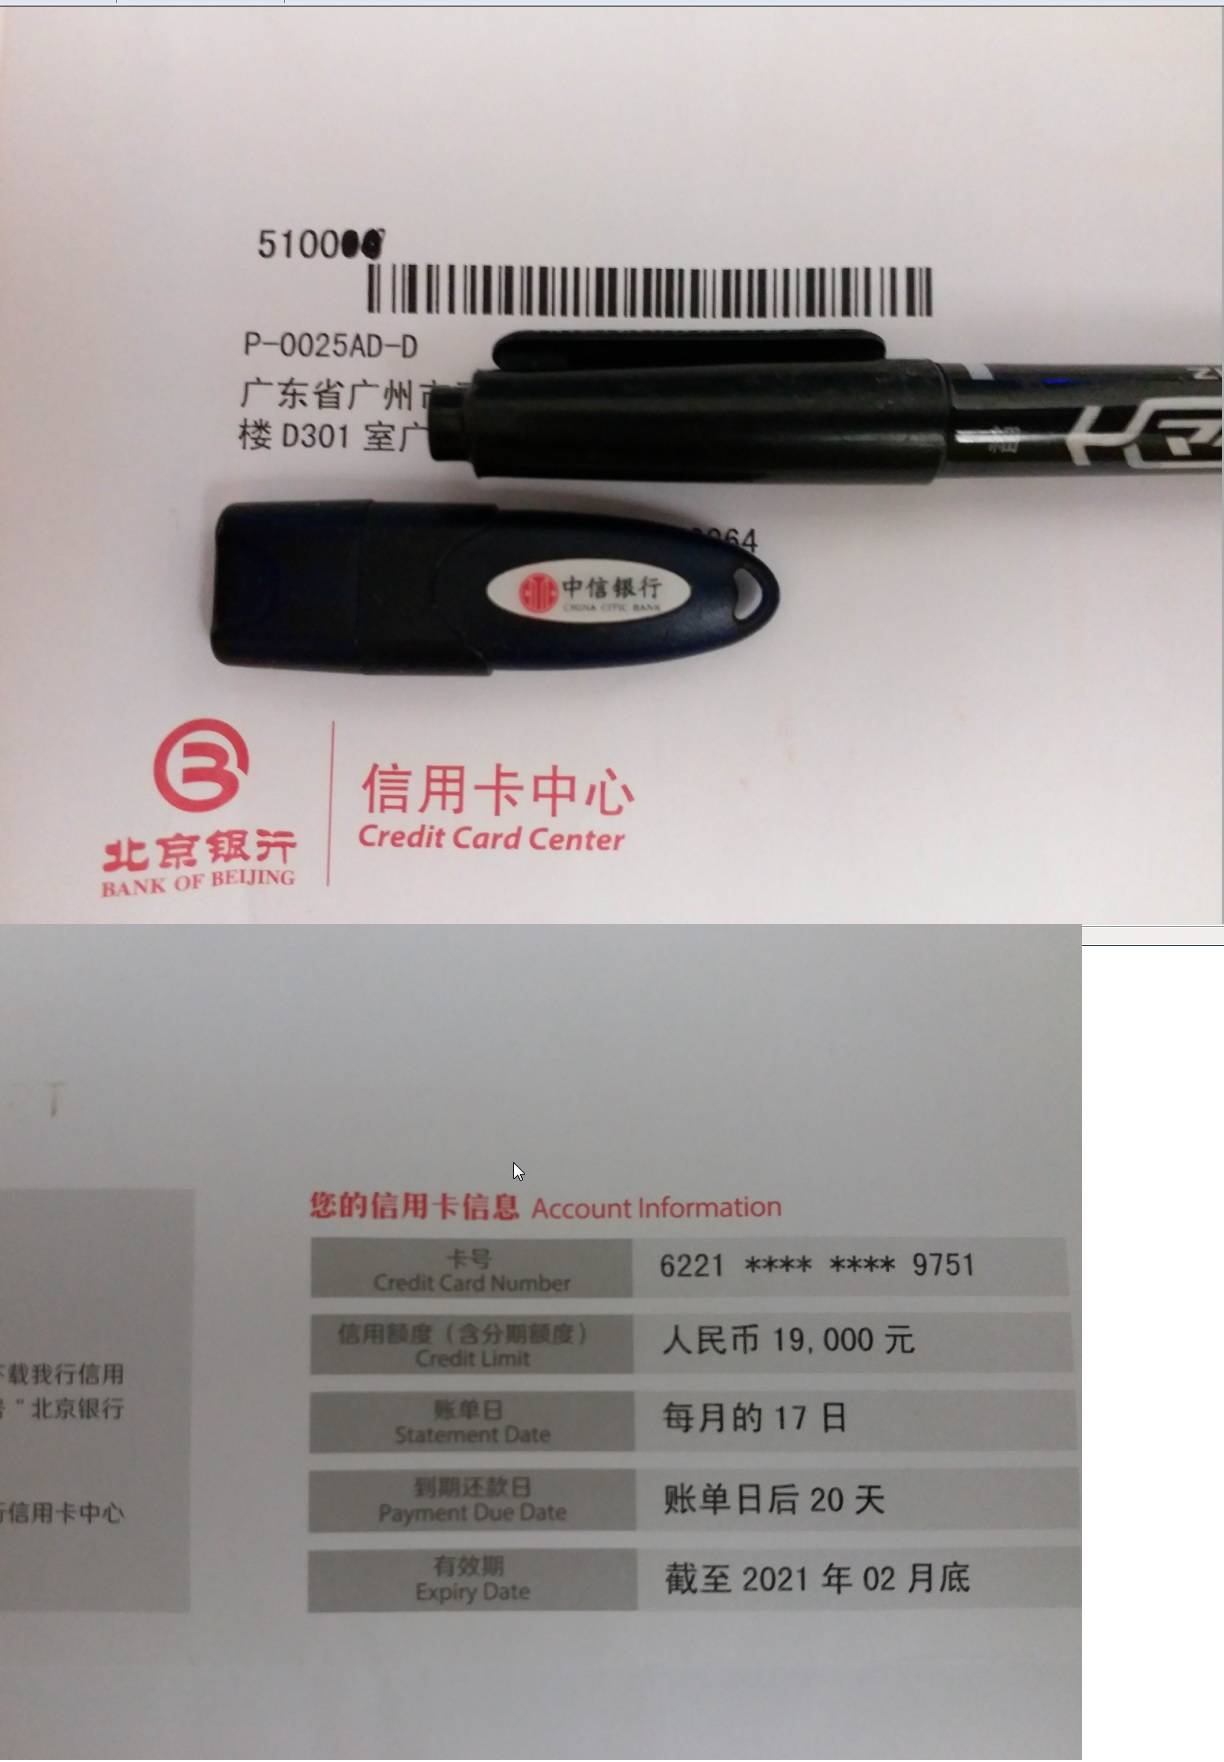 5100
P-0025AD-D
广东省广州市
楼 D301 室广
264
中信银行
CHINA CITIC BANK
北京银行
BANK OF BEIJING
信用卡中心
Credit Card Center
您的信用卡信息 Account Information
卡号
Credit Card Number
6221 **** **** 9751
信用额度（含分期额度）
Credit Limit
人民币 19,000 元
账单日
Statement Date
每月的 17 日
到期还款日
Payment Due Date
账单日后 20 天
有效期
Expiry Date
截至 2021 年 02 月底
下载我行信用
号“北京银行
行信用卡中心